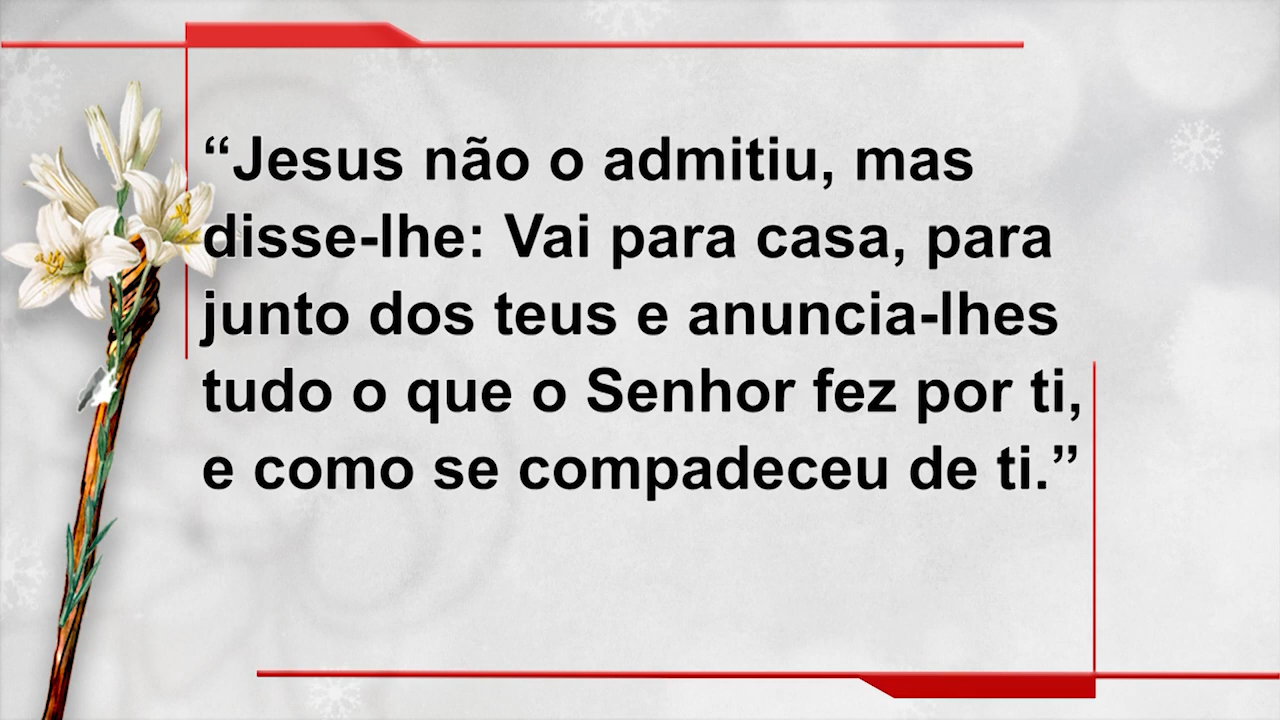 “Jesus não o admitiu, mas
disse-lhe: Vai para casa, para
junto dos teus e anuncia-lhes
tudo o que o Senhor fez por ti,
e como se compadeceu de ti.”